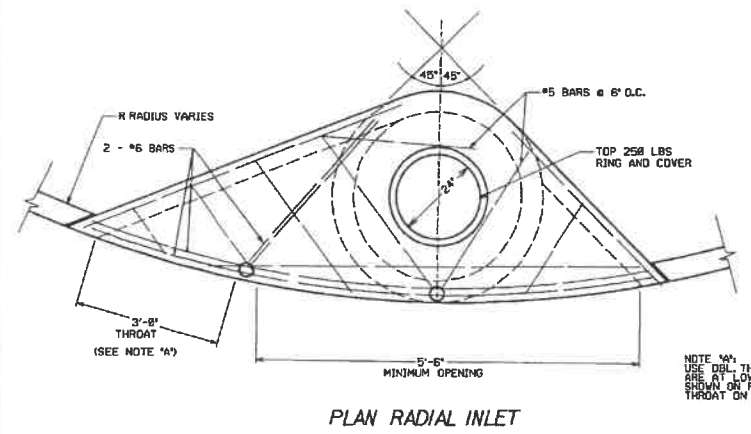 45° 45°
#5 BARS @ 6" O.C.
R RADIUS VARIES
2 - #6 BARS
TOP 250 LBS
RING AND COVER
24"
3'-0"
THROAT
(SEE NOTE "A")
5'-6"
MINIMUM OPENING
NOTE "A":
USE DBL. TH
ARE AT LOW
SHOWN ON
THROAT ON
PLAN RADIAL INLET